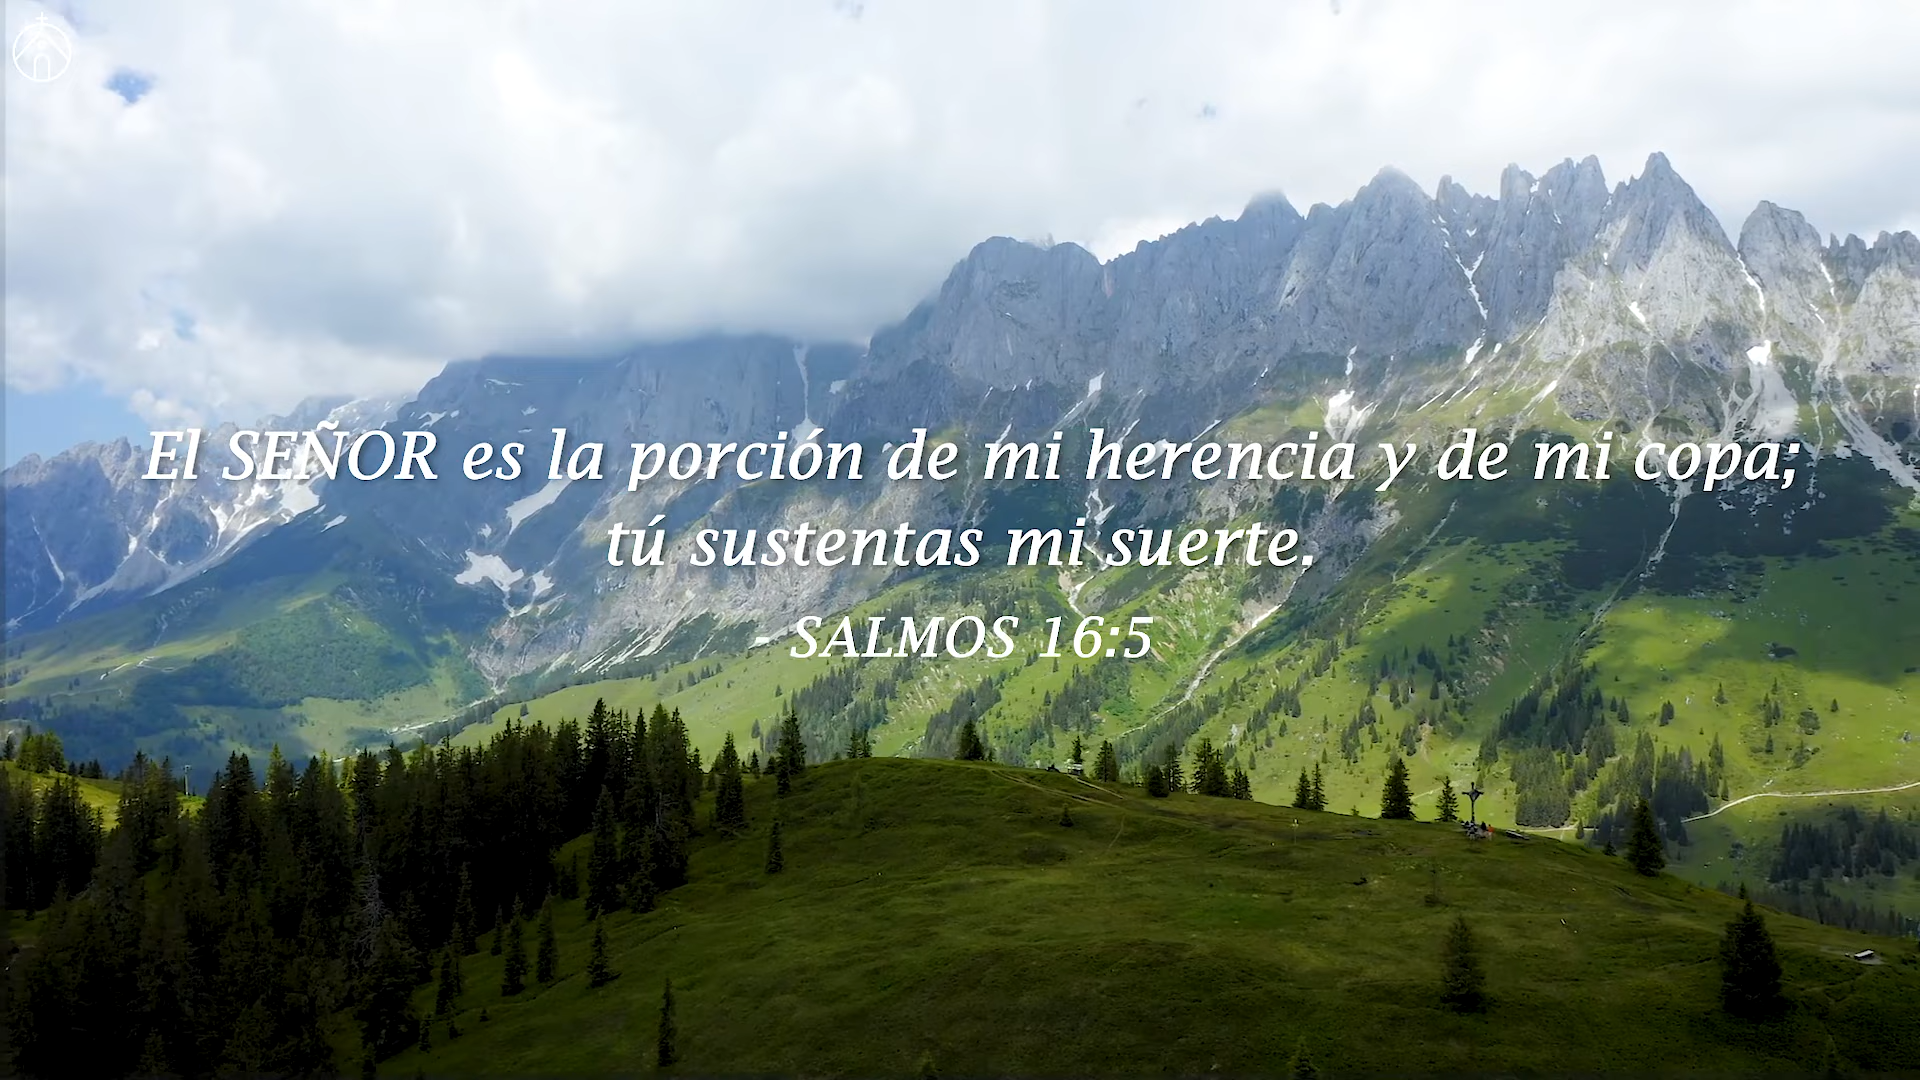 El SEÑOR es la porción de mi herencia y de mi copa;
tú sustentas mi suerte.
- SALMOS 16:5